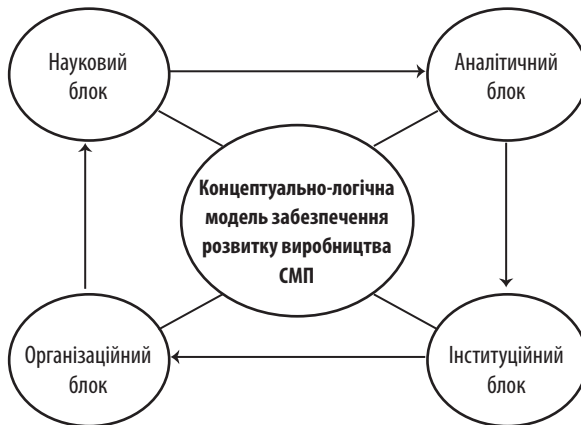 Науковий
блок
Аналітичний
блок
Концептуально-логічна
модель забезпечення
розвитку виробництва
СМП
Організаційний
блок
Інституційний
блок